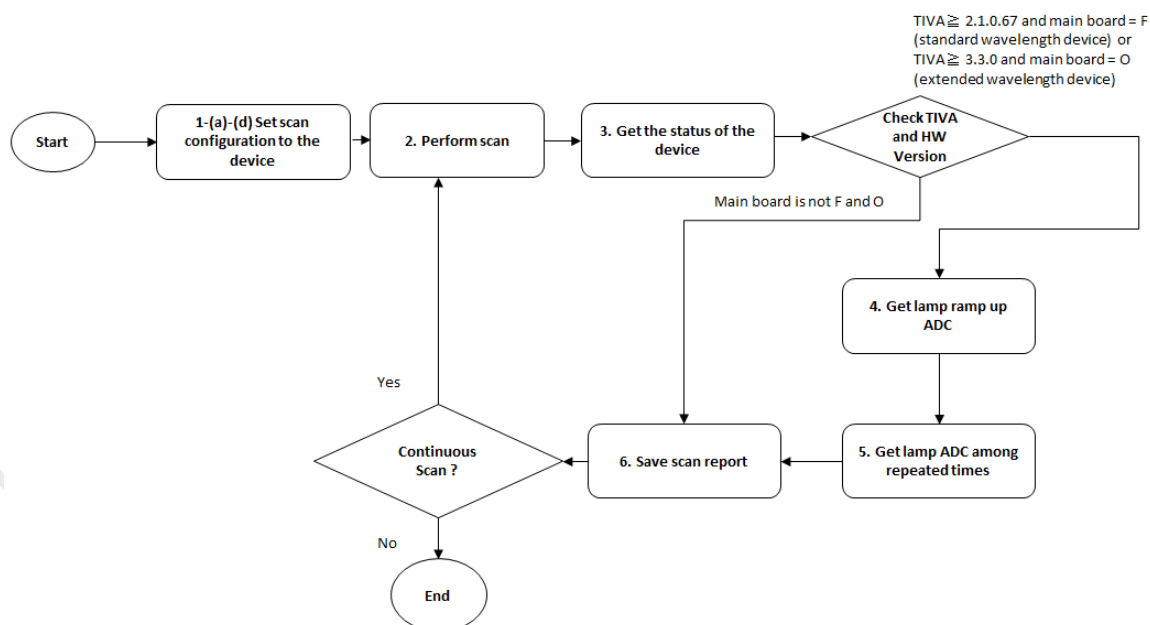 TIVA≧ 2.1.0.67 and main board = F
(standard wavelength device) or
TIVA≧ 3.3.0 and main board = O
(extended wavelength device)
Start
1-(a)-(d) Set scan
configuration to the
device
2. Perform scan
3. Get the status of the
device
Check TIVA
and HW
Version
Main board is not F and O
4. Get lamp ramp up
ADC
5. Get lamp ADC among
repeated times
6. Save scan report
Continuous
Scan ?
Yes
No
End